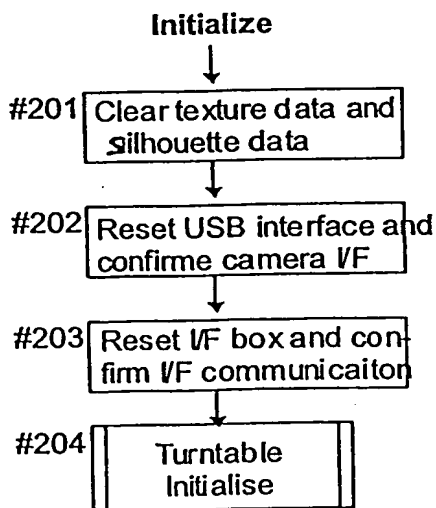 Initialize
#201 Clear texture data and
silhouette data
#202 Reset USB interface and
confirme camera I/F
#203 Reset I/F box and con-
firm I/F communicaiton
#204 Turntable
Initialise